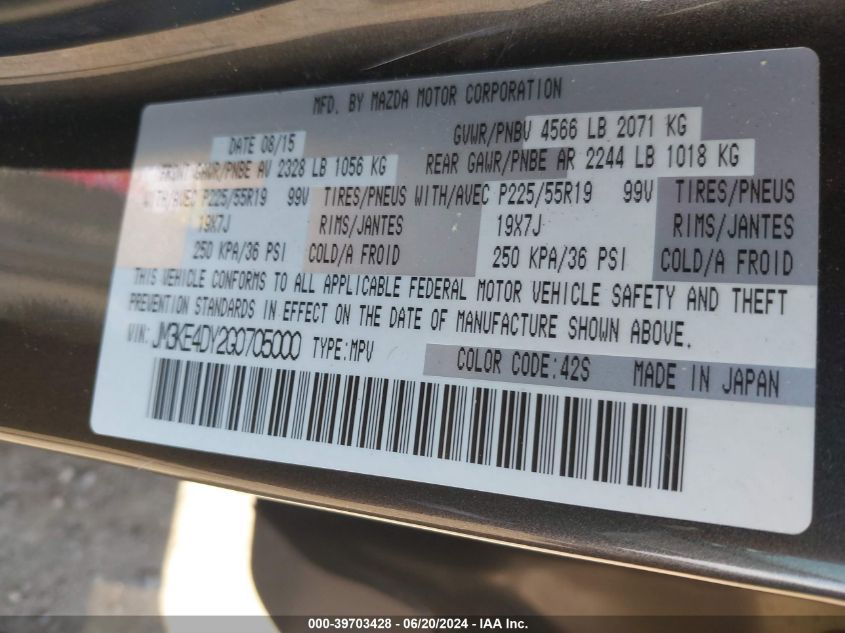 MFD. BY MAZDA MOTOR CORPORATION
DATE 08/15 GVWR/PNBV 4566 LB 2071 KG
FRONT GAWR/PNBE AV 2328 LB 1056 KG REAR GAWR/PNBE AR 2244 LB 1018 KG
WITH/AVEC P225/55R19 99V TIRES/PNEUS WITH/AVEC P225/55R19 99V TIRES/PNEUS
19X7J RIMS/JANTES 19X7J RIMS/JANTES
250 KPA/36 PSI COLD/A FROID 250 KPA/36 PSI COLD/A FROID
THIS VEHICLE CONFORMS TO ALL APPLICABLE FEDERAL MOTOR VEHICLE SAFETY AND THEFT
PREVENTION STANDARDS IN EFFECT ON THE DATE OF MANUFACTURE SHOWN ABOVE.
VIN: JM3KE4DY2G0705000 TYPE:MPV COLOR CODE:42S MADE IN JAPAN
000-39703428 - 06/20/2024 - IAA Inc.